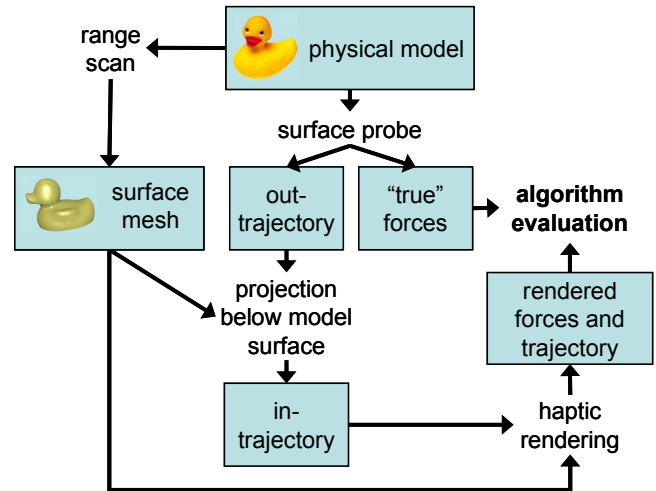 range
scan
physical model
surface probe
surface
mesh
out-
trajectory
“true”
forces
algorithm
evaluation
projection
below model
surface
rendered
forces and
trajectory
in-
trajectory
haptic
rendering